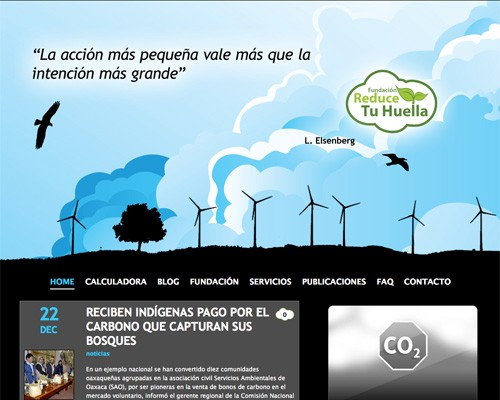 “La acción más pequeña vale más que la
intención más grande”
Fundación
Reduce
Tu Huella
L. Elsenberg
HOME CALCULADORA BLOG FUNDACIÓN SERVICIOS PUBLICACIONES FAQ CONTACTO
22
DEC
RECIBEN INDÍGENAS PAGO POR EL
CARBONO QUE CAPTURAN SUS
BOSQUES
0
noticias
En un ejemplo nacional se han convertido diez comunidades
oaxaqueñas agrupadas en la asociación civil Servicios Ambientales de
Oaxaca (SAO), por ser pioneras en la venta de bonos de carbono en el
mercado voluntario, informó el gerente regional de la Comisión Nacional
CO2